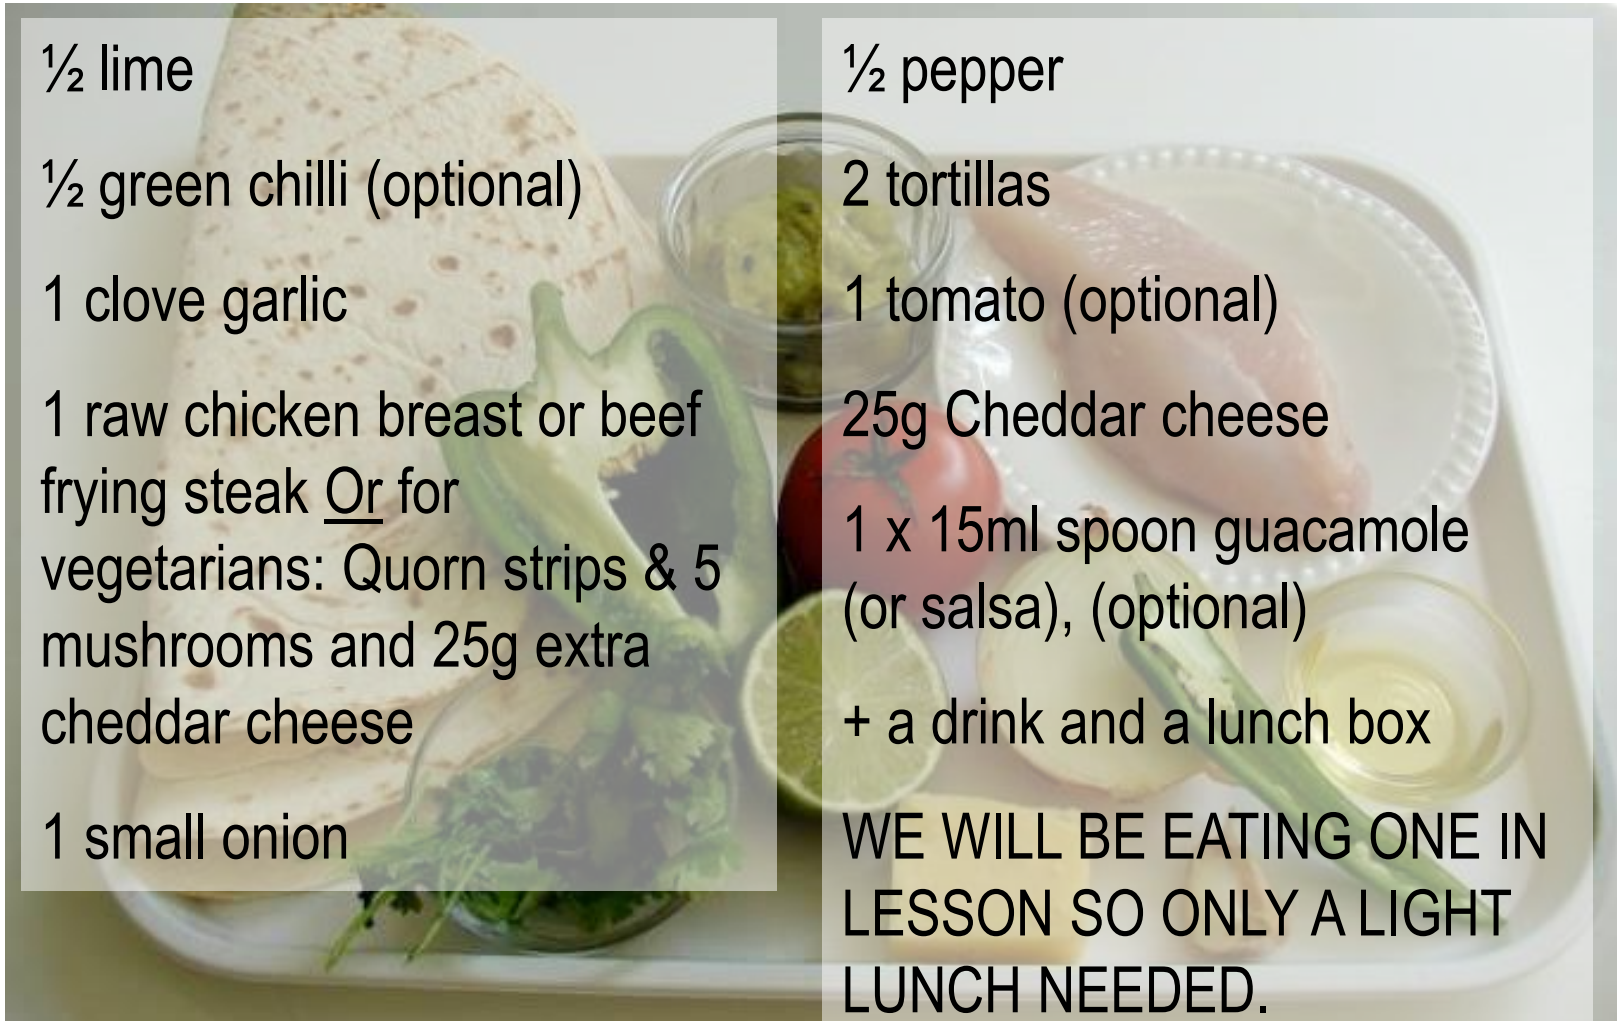 ½ lime
½ green chilli (optional)
1 clove garlic
1 raw chicken breast or beef
frying steak Or for
vegetarians: Quorn strips & 5
mushrooms and 25g extra
cheddar cheese
1 small onion
½ pepper
2 tortillas
1 tomato (optional)
25g Cheddar cheese
1 x 15ml spoon guacamole
(or salsa), (optional)
+ a drink and a lunch box
WE WILL BE EATING ONE IN
LESSON SO ONLY A LIGHT
LUNCH NEEDED.